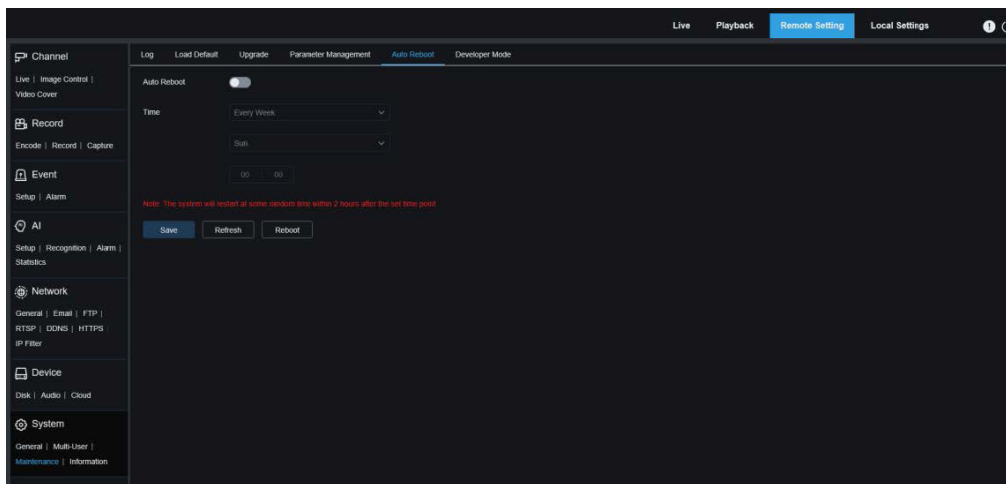 Live Playback Remote Setting Local Settings
Channel
Live | Image Control |
Video Cover
Record
Encode | Record | Capture
Event
Setup | Alarm
AI
Setup | Recognition | Alarm |
Statistics
Network
General | Email | FTP |
RTSP | DDNS | HTTPS
IP Filter
Device
Disk | Audio | Cloud
System
General | Multi-User |
Maintenance | Information
Log Load Default Upgrade Parameter Management Auto Reboot Developer Mode
Auto Reboot
Time Every Week
Sun.
00 : 00
Note: The system will restart at some random time within 2 hours after the set time point
Save Refresh Reboot